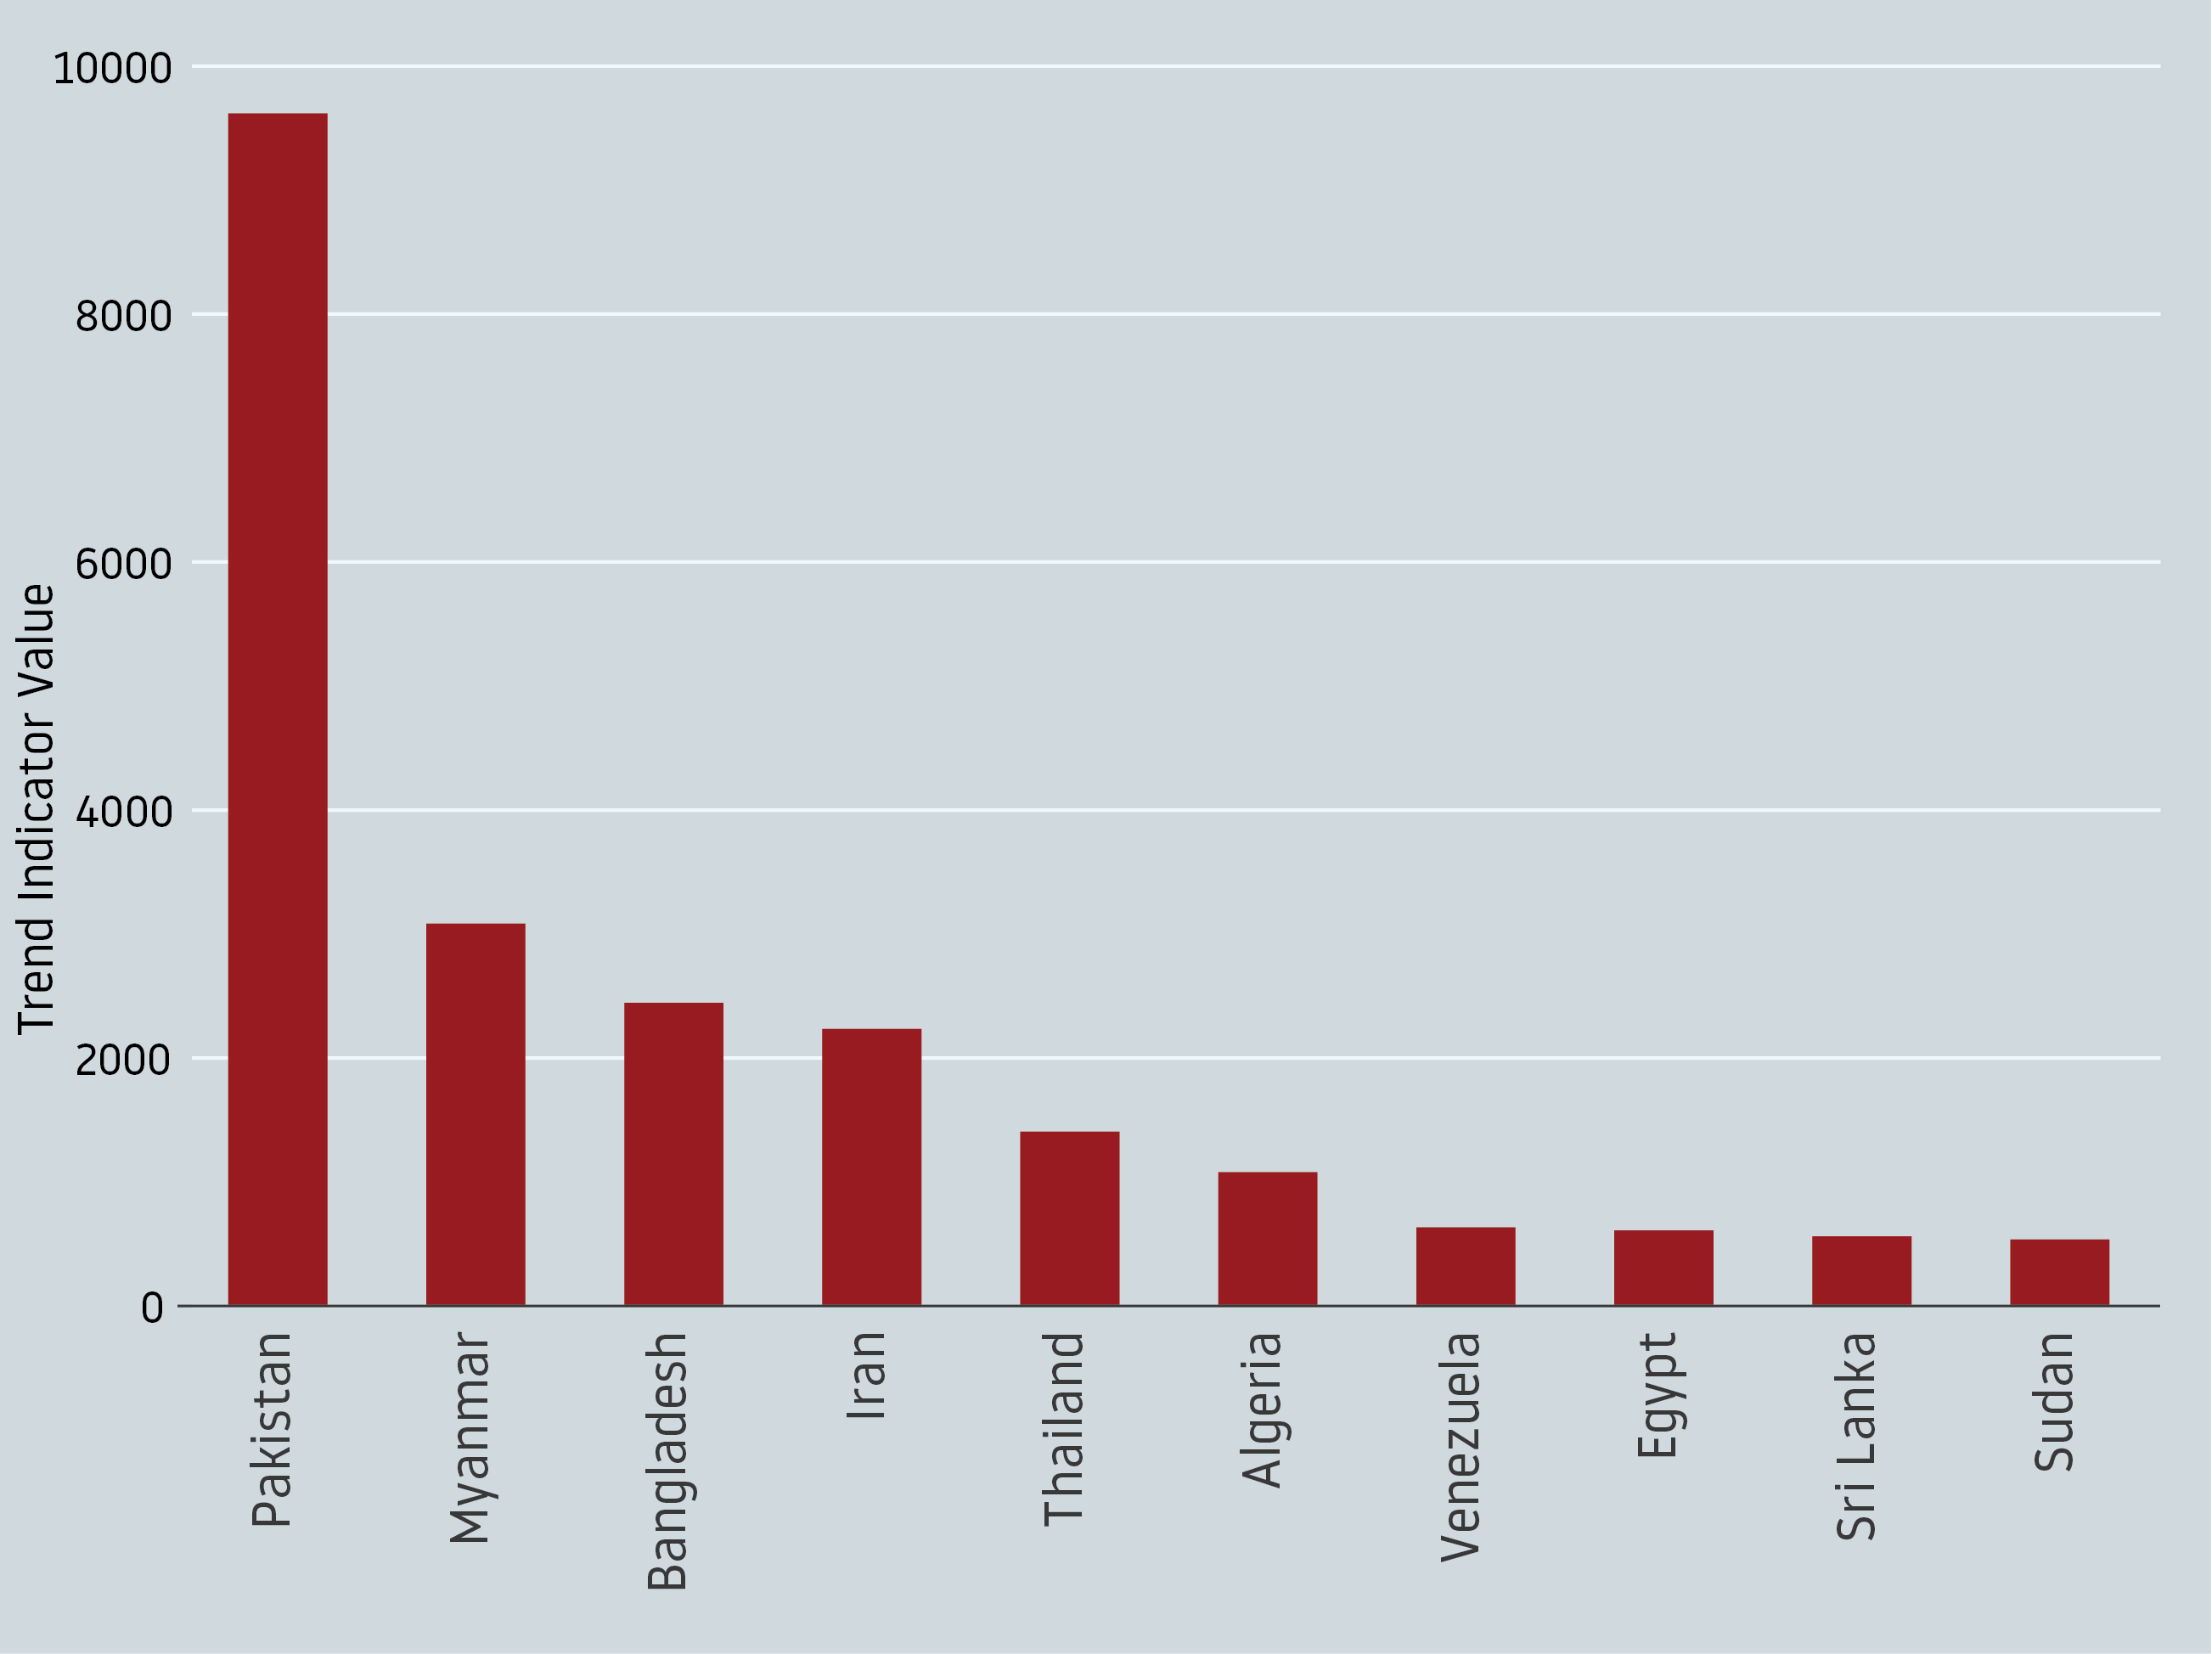 10000
8000
6000
4000
2000
0
Trend Indicator Value
Pakistan
Myanmar
Bangladesh
Iran
Thailand
Algeria
Venezuela
Egypt
Sri Lanka
Sudan